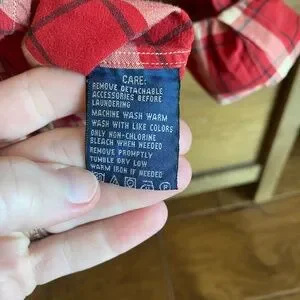 CARE:
REMOVE DETACHABLE
ACCESSORIES BEFORE
LAUNDERING
MACHINE WASH WARM
WASH WITH LIKE COLORS
ONLY NON-CHLORINE
BLEACH WHEN NEEDED
REMOVE PROMPTLY
TUMBLE DRY LOW
WARM IRON IF NEEDED